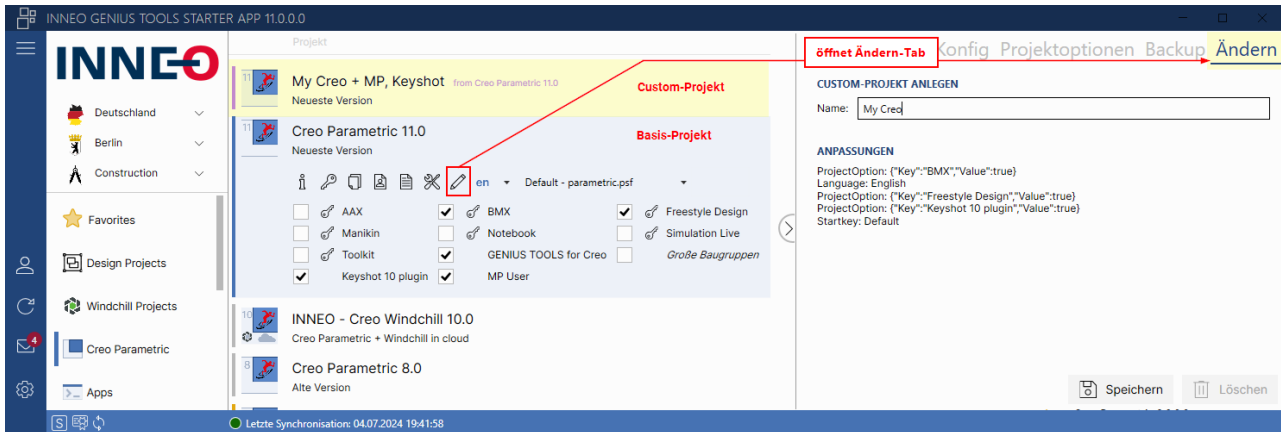 INNEO GENIUS TOOLS STARTER APP 11.0.0.0
INNEO
Deutschland
Berlin
Construction
Favorites
Design Projects
Windchill Projects
Creo Parametric
Apps
4
Projekt
11
My Creo + MP, Keyshot from Creo Parametric 11.0
Neueste Version
Custom-Projekt
11
Creo Parametric 11.0
Neueste Version
Basis-Projekt
en Default - parametric.psf
AAX BMX Freestyle Design
Manikin Notebook Simulation Live
Toolkit GENIUS TOOLS for Creo Große Baugruppen
Keyshot 10 plugin MP User
10
INNEO - Creo Windchill 10.0
Creo Parametric + Windchill in cloud
8
Creo Parametric 8.0
Alte Version
öffnet Ändern-Tab
Konfig Projektoptionen Backup Ändern
CUSTOM-PROJEKT ANLEGEN
Name: My Creo
ANPASSUNGEN
ProjectOption: {"Key":"BMX","Value":true}
Language: English
ProjectOption: {"Key":"Freestyle Design","Value":true}
ProjectOption: {"Key":"Keyshot 10 plugin","Value":true}
Startkey: Default
Speichern Löschen
S
Letzte Synchronisation: 04.07.2024 19:41:58